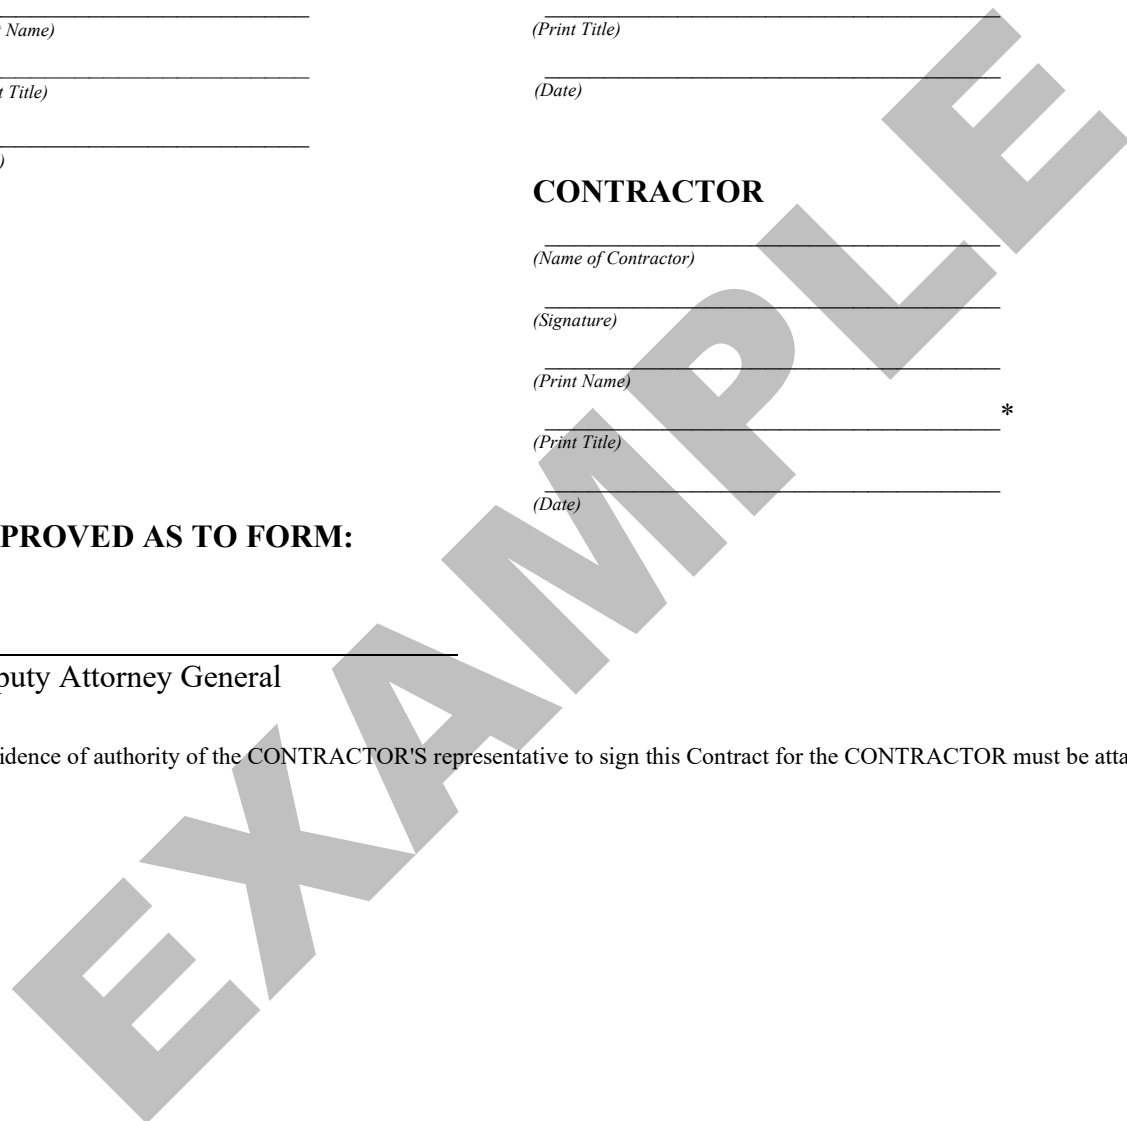 Name)
(Print Title)
Title)
(Date)
)
CONTRACTOR
(Name of Contractor)
(Signature)
(Print Name)
*
(Print Title)
(Date)
PROVED AS TO FORM:
puty Attorney General
idence of authority of the CONTRACTOR'S representative to sign this Contract for the CONTRACTOR must be atta
EXAMPLE